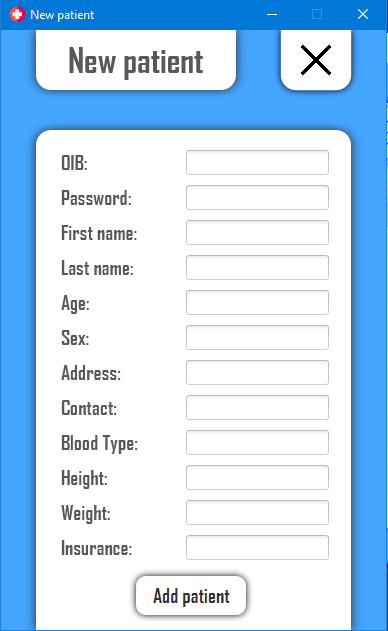 New patient
New patient
OIB:
Password:
First name:
Last name:
Age:
Sex:
Address:
Contact:
Blood Type:
Height:
Weight:
Insurance:
Add patient